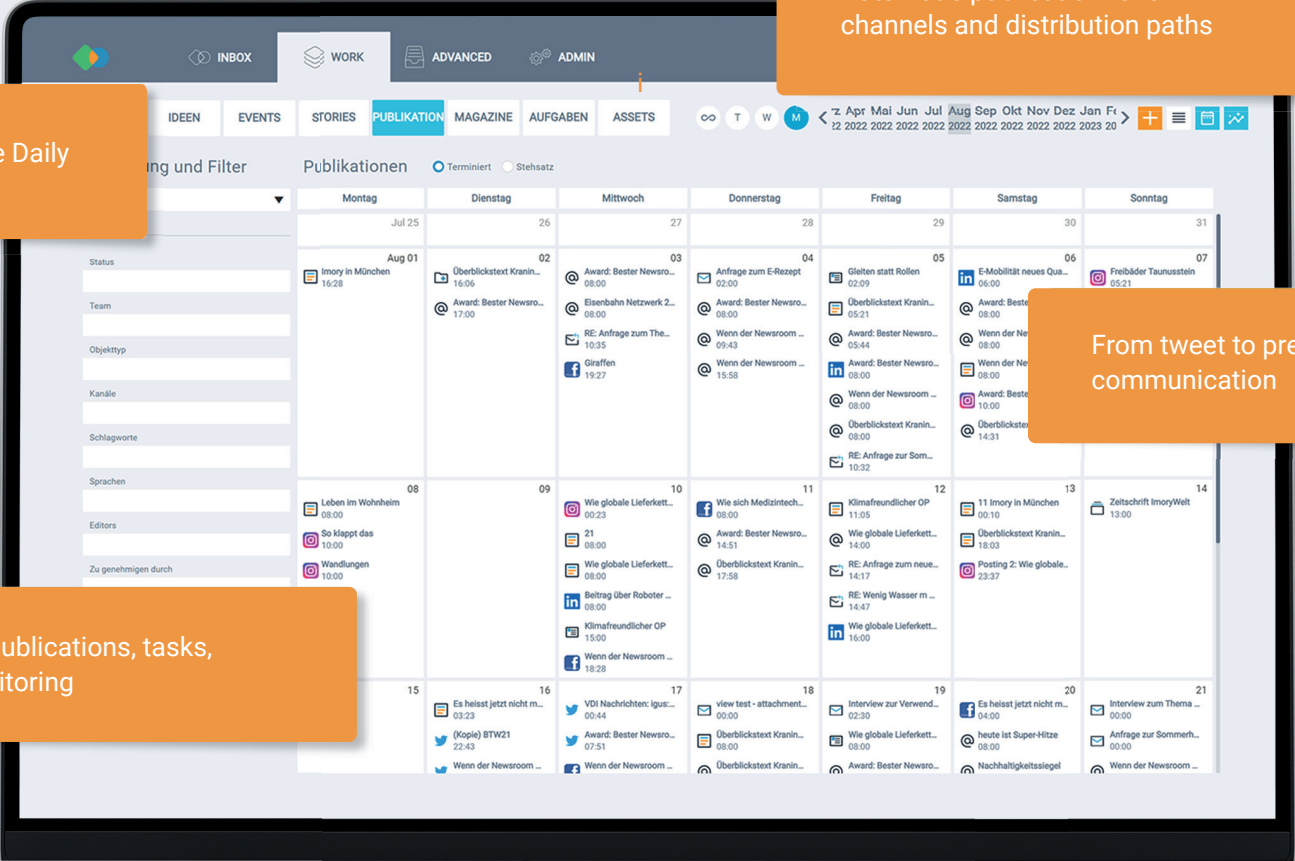 channels and distribution paths
INBOX
WORK
ADVANCED
ADMIN
i
IDEEN
EVENTS
STORIES
PUBLIKATION
MAGAZINE
AUFGABEN
ASSETS
T
W
M
Apr Mai Jun Jul Aug Sep Okt Nov Dez Jan
2022 2022 2022 2022 2022 2022 2022 2022 2022 2023 20
Daily
und Filter
Publikationen
Terminiert
Stehsatz
Montag
Dienstag
Mittwoch
Donnerstag
Freitag
Samstag
Sonntag
Jul 25
26
27
28
29
30
31
Status
Team
Objekttyp
Kanäle
Schlagworte
Sprachen
Editors
Zu genehmigen durch
Aug 01
Imory in München
16:28
02
Überblickstext Kranin...
16:06
Award: Bester Newsro...
17:00
03
Award: Bester Newsro...
08:00
Eisenbahn Netzwerk 2...
08:00
RE: Anfrage zum The...
10:35
Giraffen
19:27
04
Anfrage zum E-Rezept
02:00
Award: Bester Newsro...
08:00
Wenn der Newsroom ...
09:43
Wenn der Newsroom ...
15:58
05
Gleiten statt Rollen
02:09
Überblickstext Kranin...
05:21
Award: Bester Newsro...
05:44
Award: Bester Newsro...
08:00
Wenn der Newsroom ...
08:00
Überblickstext Kranin...
08:00
RE: Anfrage zur Som...
10:32
06
E-Mobilität neues Qua...
06:00
Award: Beste
08:00
Wenn der Ne
08:00
Wenn der Ne
08:00
Award: Beste
10:00
Überblickste
14:31
07
Freibäder Taunusstein
05:21
From tweet to pre
communication
08
Leben im Wohnheim
08:00
So klappt das
10:00
Wandlungen
10:00
09
10
Wie globale Lieferkett...
00:23
21
08:00
Wie globale Lieferkett...
08:00
Beitrag über Roboter ...
08:00
Klimafreundlicher OP
15:00
Wenn der Newsroom ...
18:28
11
Wie sich Medizintech...
08:00
Award: Bester Newsro...
14:51
Überblickstext Kranin...
17:58
12
Klimafreundlicher OP
11:05
Wie globale Lieferkett...
14:00
RE: Anfrage zum neue...
14:17
RE: Wenig Wasser m ...
14:47
Wie globale Lieferkett...
16:00
13
11 Imory in München
00:10
Überblickstext Kranin...
18:03
Posting 2: Wie globale...
23:37
14
Zeitschrift ImoryWelt
13:00
ublications, tasks,
itoring
15
16
Es heisst jetzt nicht m...
03:23
(Kopie) BTW21
22:43
Wenn der Newsroom ...
17
VDI Nachrichten: igus:...
00:44
Award: Bester Newsro...
07:51
Wenn der Newsroom ...
18
view test - attachment...
00:00
Überblickstext Kranin...
08:00
Überblickstext Kranin...
19
Interview zur Verwend...
02:30
Wie globale Lieferkett...
08:00
Award: Bester Newsro...
20
Es heisst jetzt nicht m...
04:00
heute ist Super-Hitze
08:00
Nachhaltigkeitssiegel
21
Interview zum Thema ...
00:00
Anfrage zur Sommerh...
00:00
Wenn der Newsroom ...